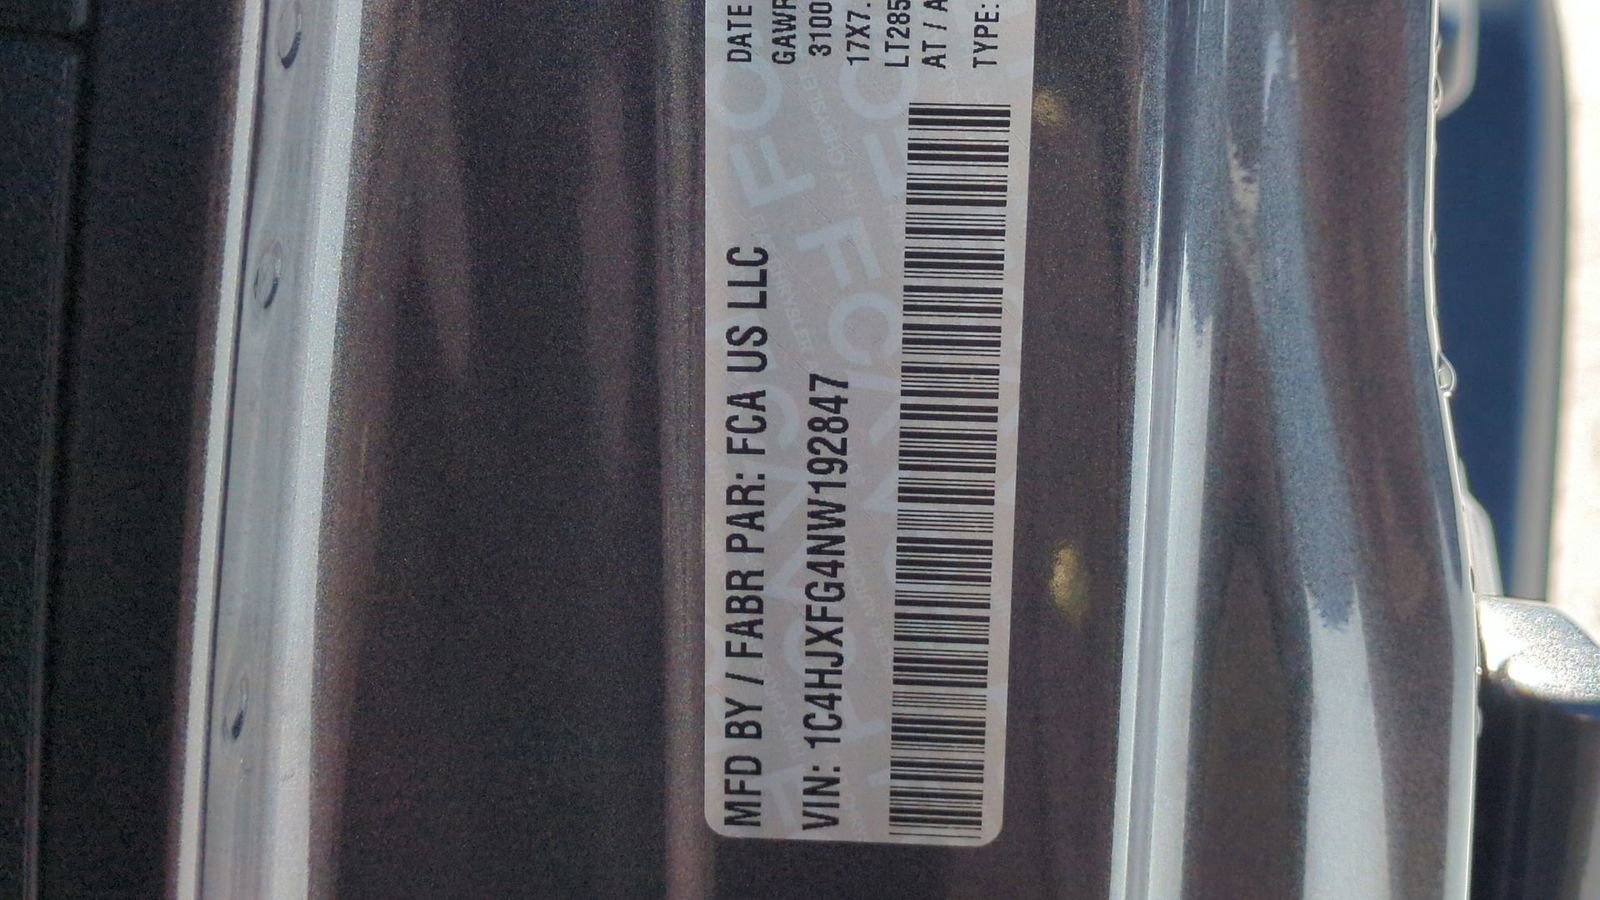 MFD BY / FABR PAR: FCA US LLC
VIN: 1C4HJXFG4NW192847
DATE
GAWR
3100
17X7.
LT285
AT / A
TYPE: